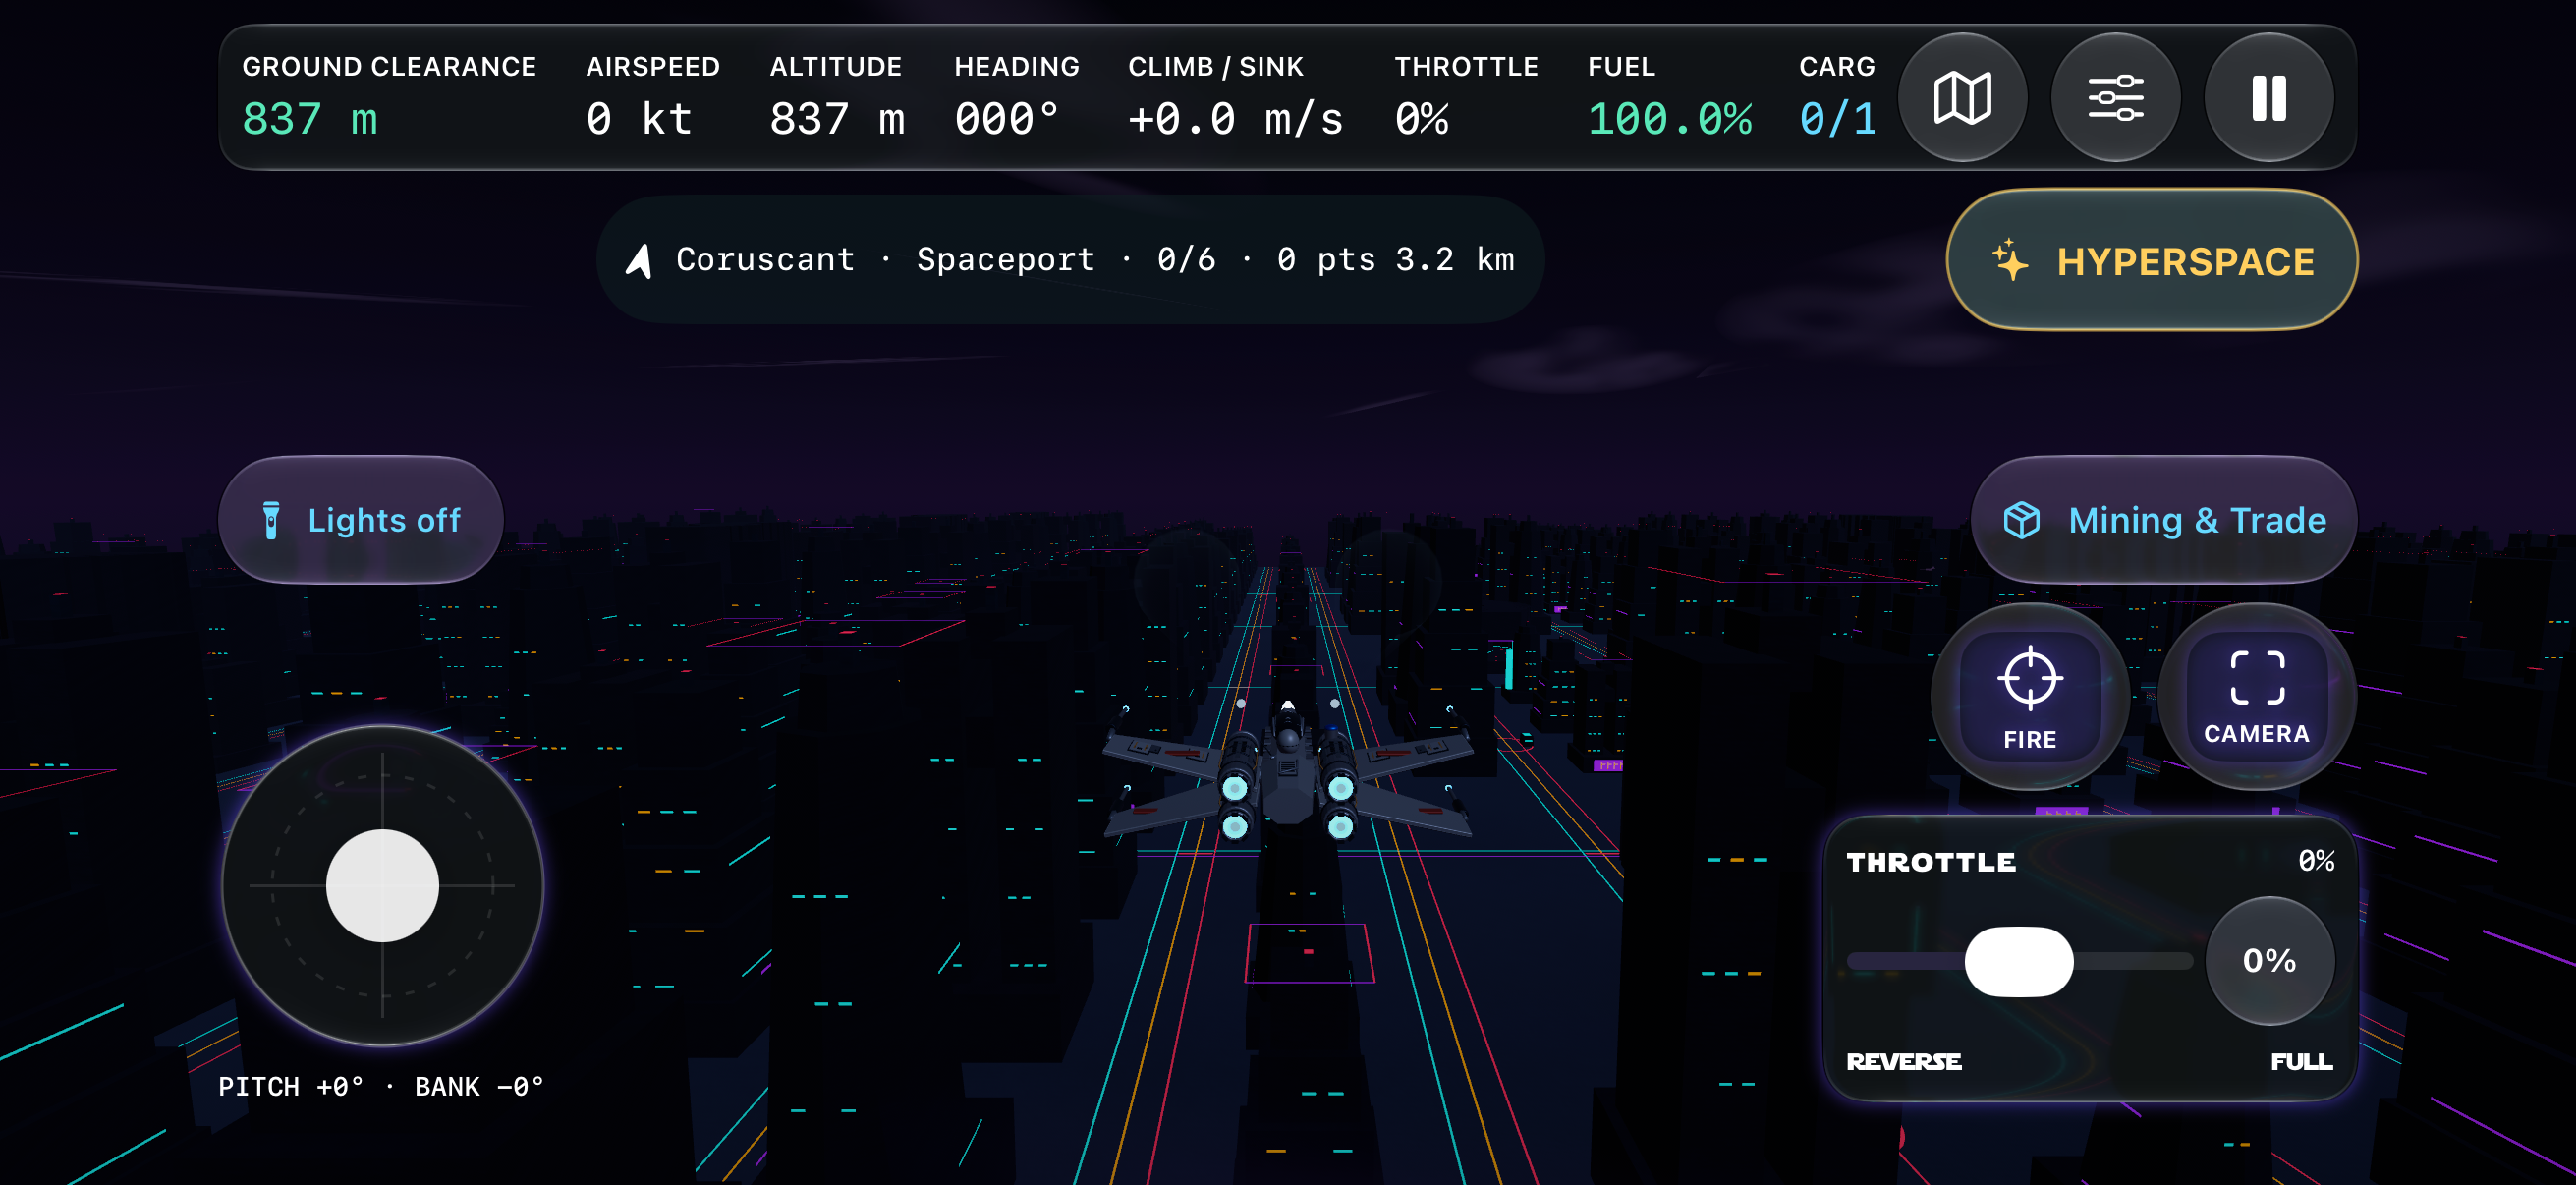 GROUND CLEARANCE AIRSPEED ALTITUDE HEADING CLIMB / SINK THROTTLE FUEL CARG
837 m 0 kt 837 m 000° +0.0 m/s 0% 100.0% 0/1
Coruscant · Spaceport · 0/6 · 0 pts 3.2 km
HYPERSPACE
Lights off
Mining & Trade
FIRE
CAMERA
THROTTLE 0%
0%
REVERSE FULL
PITCH +0° · BANK −0°